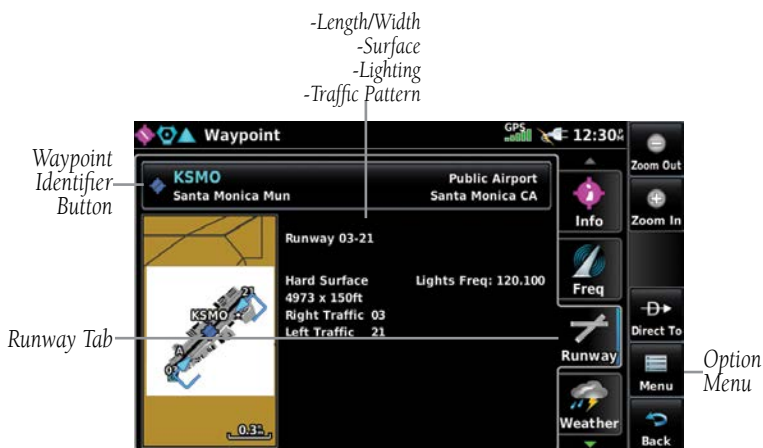 -Length/Width
-Surface
-Lighting
-Traffic Pattern
Waypoint
GPS
12:30
Waypoint
Identifier
Button
KSMO
Public Airport
Santa Monica Mun
Santa Monica CA
Runway 03-21
Hard Surface
Lights Freq: 120.100
4973 x 150ft
Right Traffic 03
Left Traffic 21
KSMO
21
A
03
0.3
Runway Tab
Info
Freq
Runway
Weather
Zoom Out
Zoom In
D
Direct To
Menu
Back
Option
Menu